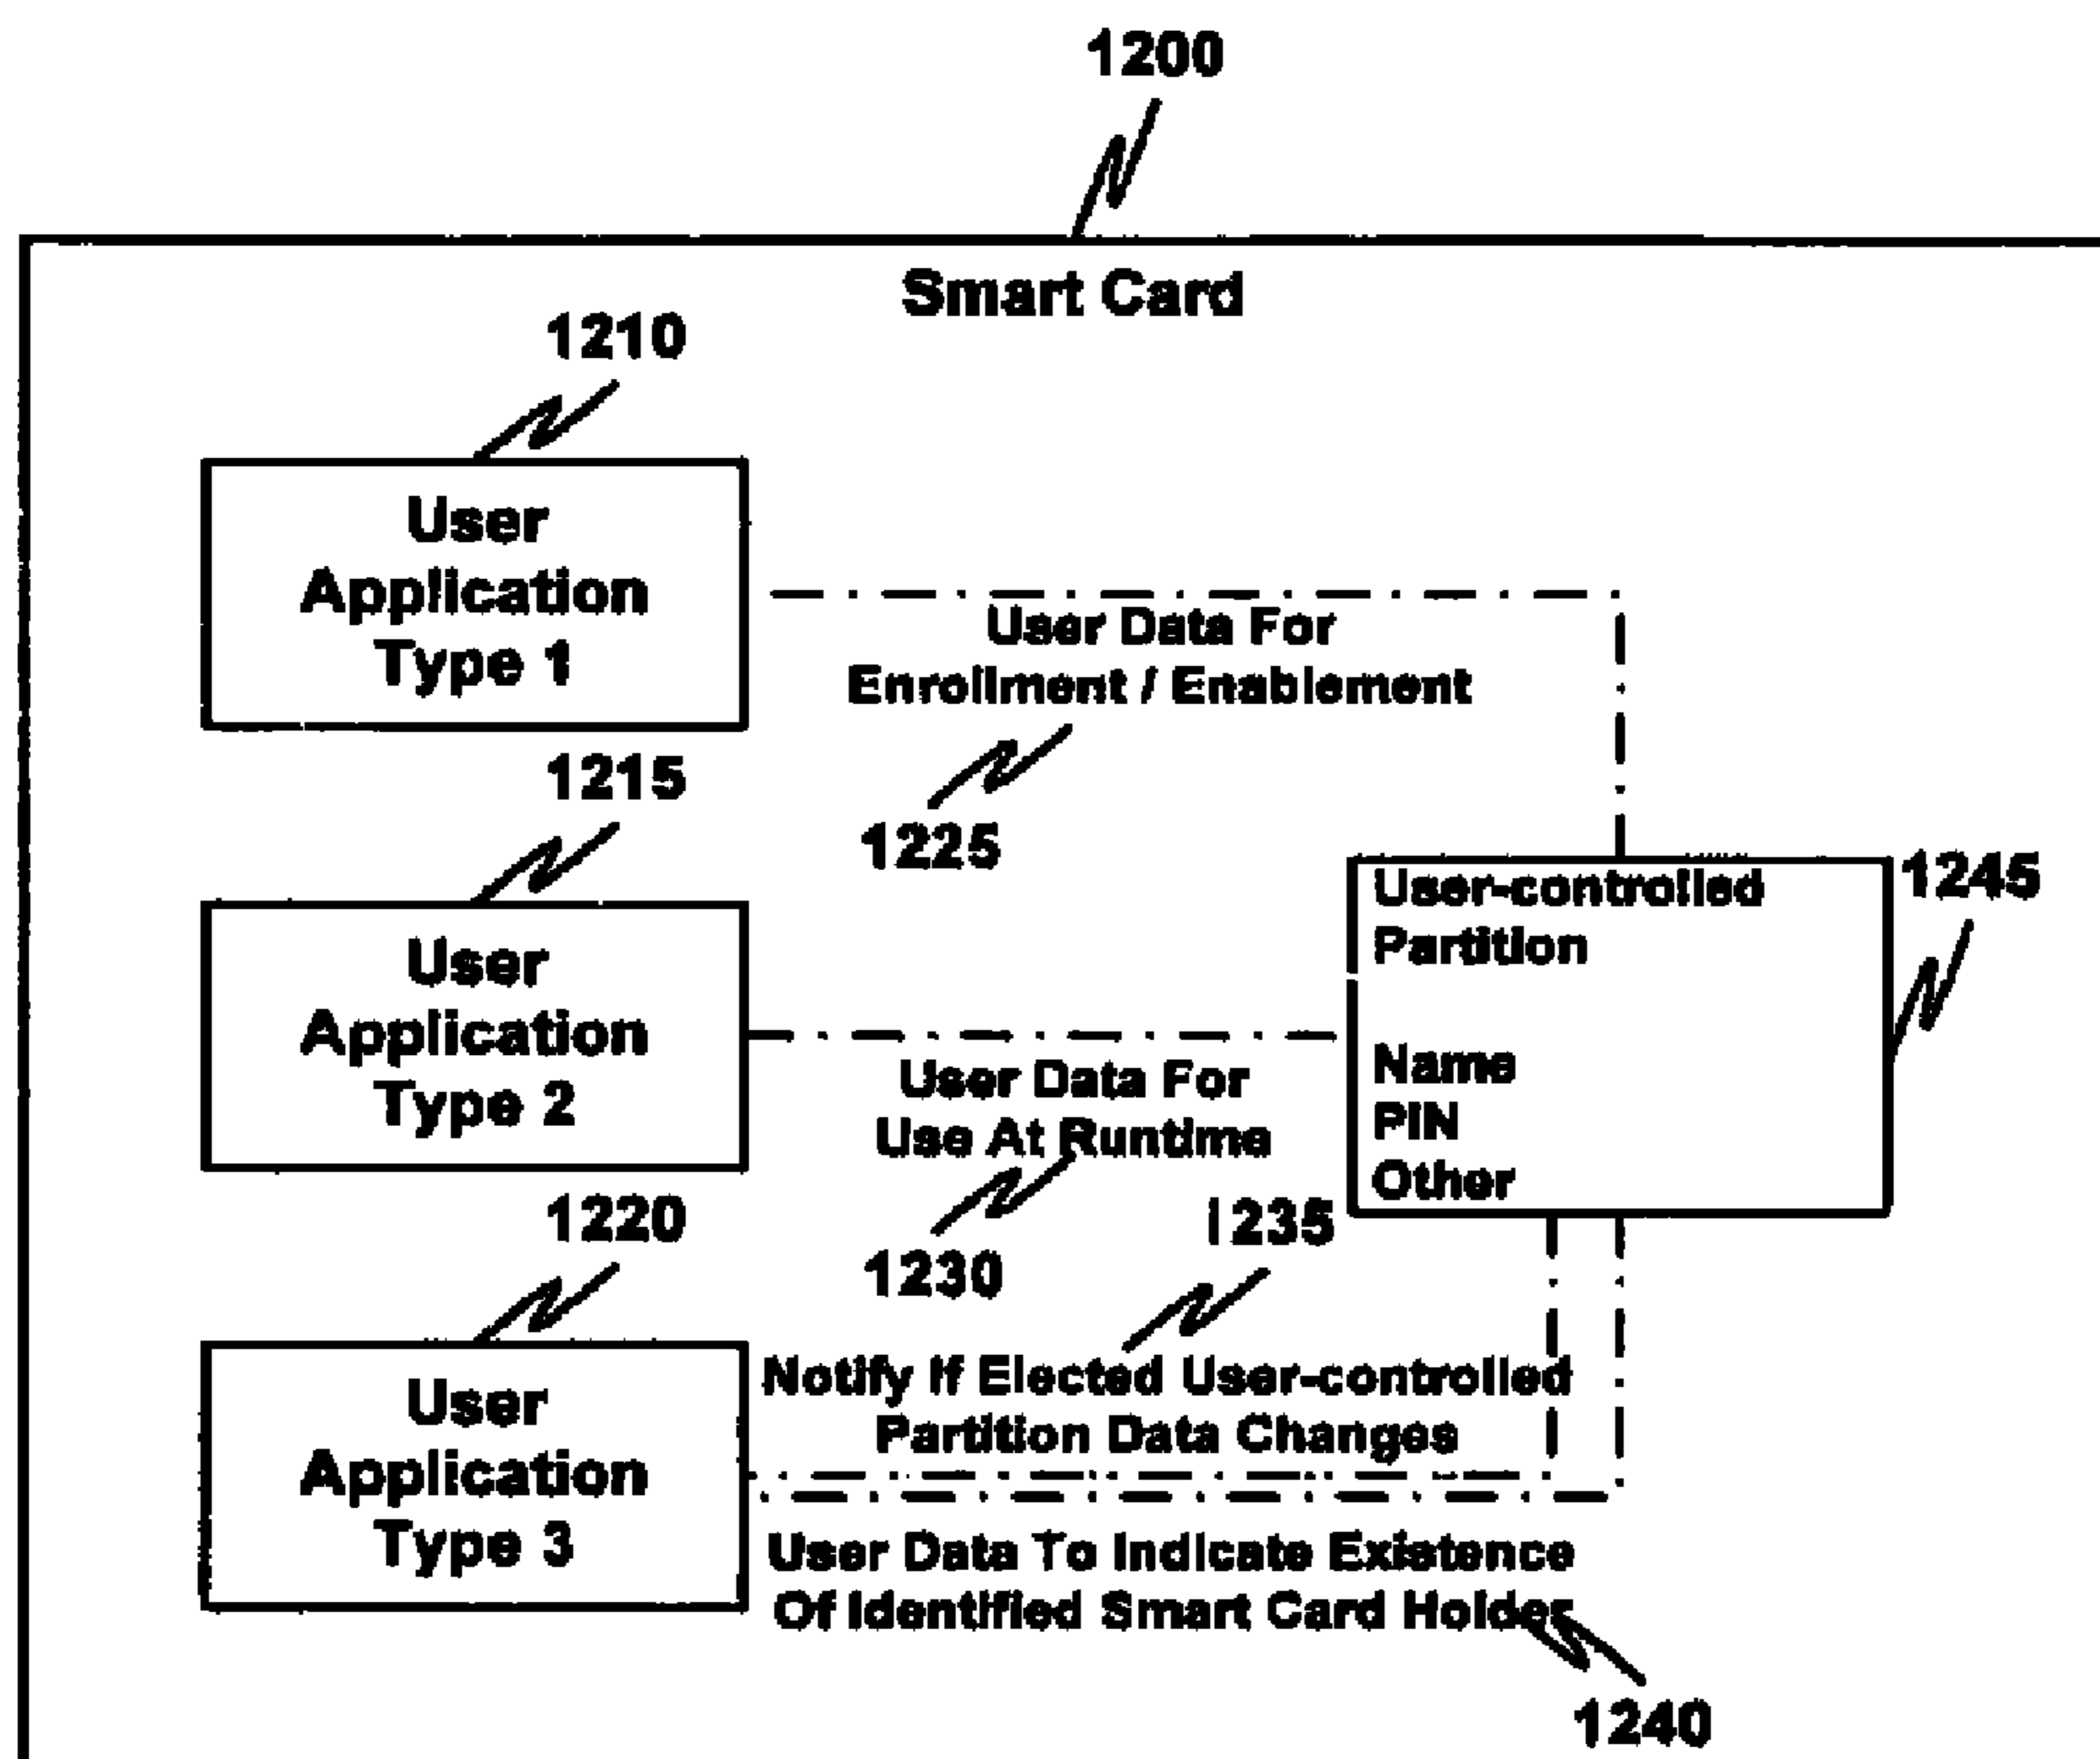 1200
Smart Card
1210
User
Application
Type 1
User Data For
Enrollment / Enablement
1225
1215
User
Application
Type 2
User Data For
Use At Runtime
1230
User-controlled
Partition
Name
PIN
Other
1245
1220
1235
User
Application
Type 3
Notify If Elected User-controlled
Partition Data Changes
User Data To Indicate Existence
Of Identified Smart Card Holder
1240